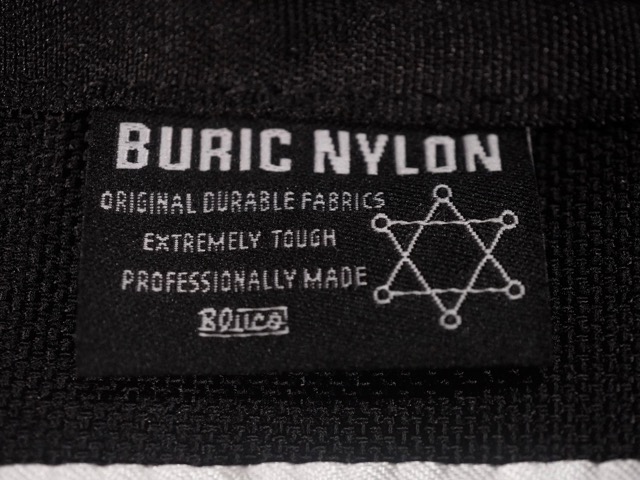 BURIC NYLON
ORIGINAL DURABLE FABRICS
EXTREMELY TOUGH
PROFESSIONALLY MADE